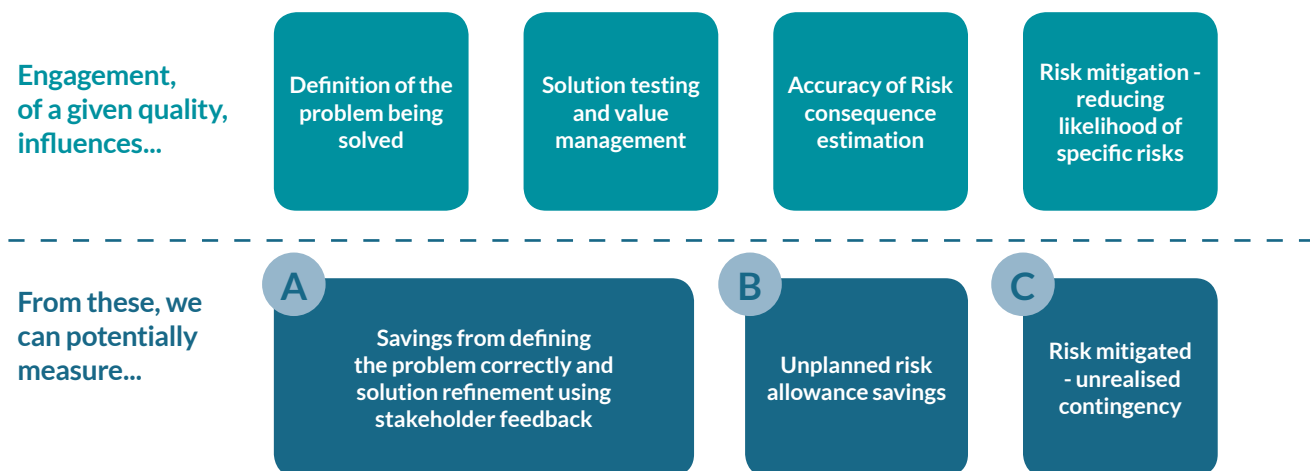 Engagement,
of a given quality,
influences...
Definition of the
problem being
solved
Solution testing
and value
management
Accuracy of Risk
consequence
estimation
Risk mitigation -
reducing
likelihood of
specific risks
From these, we
can potentially
measure...
A
Savings from defining
the problem correctly and
solution refinement using
stakeholder feedback
B
Unplanned risk
allowance savings
C
Risk mitigated
- unrealised
contingency